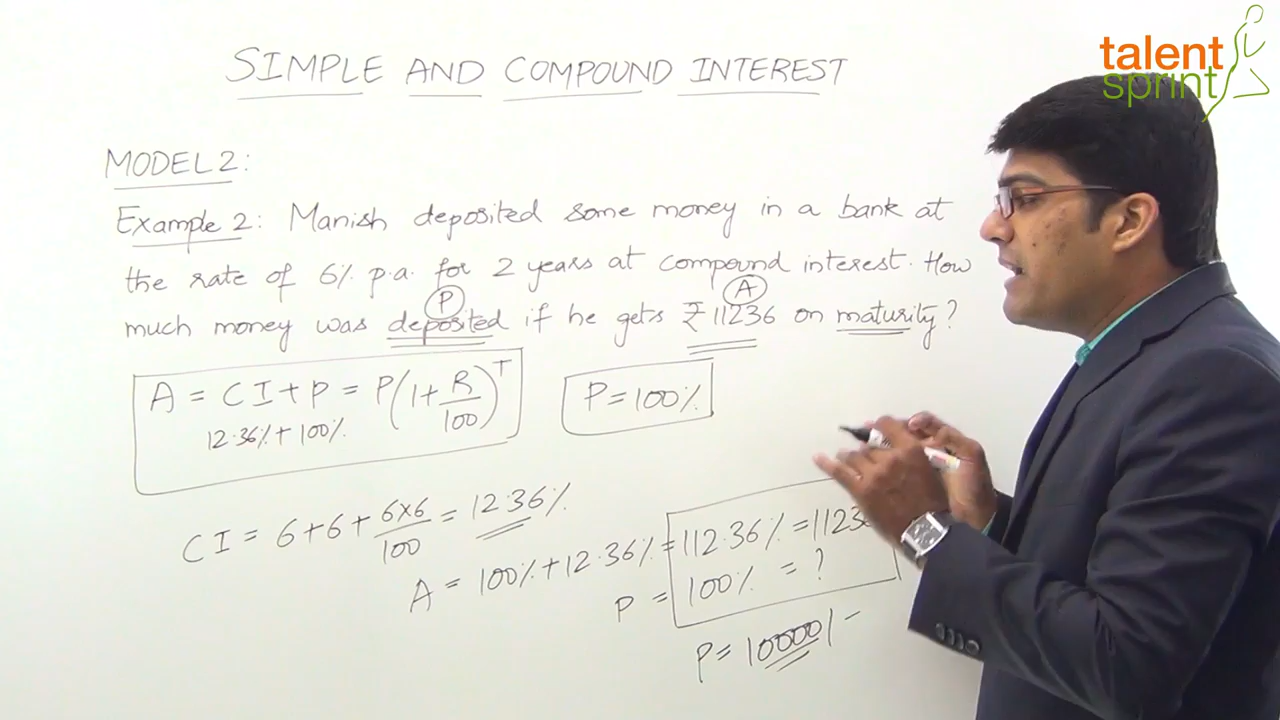 talent
sprint
SIMPLE AND COMPOUND INTEREST
MODEL 2:
Example 2: Manish deposited some money in a bank at
the rate of 6% p.a. for 2 years at compound interest. How
P A
much money was deposited if he gets ₹ 11236 on maturity?
A = CI + P = P(1+R/100)^T
12.36% + 100%
P = 100%
CI = 6+6+ 6×6/100 = 12.36%
A = 100% + 12.36% = 112.36% = 1123
P = 100% = ?
P = 10000/-